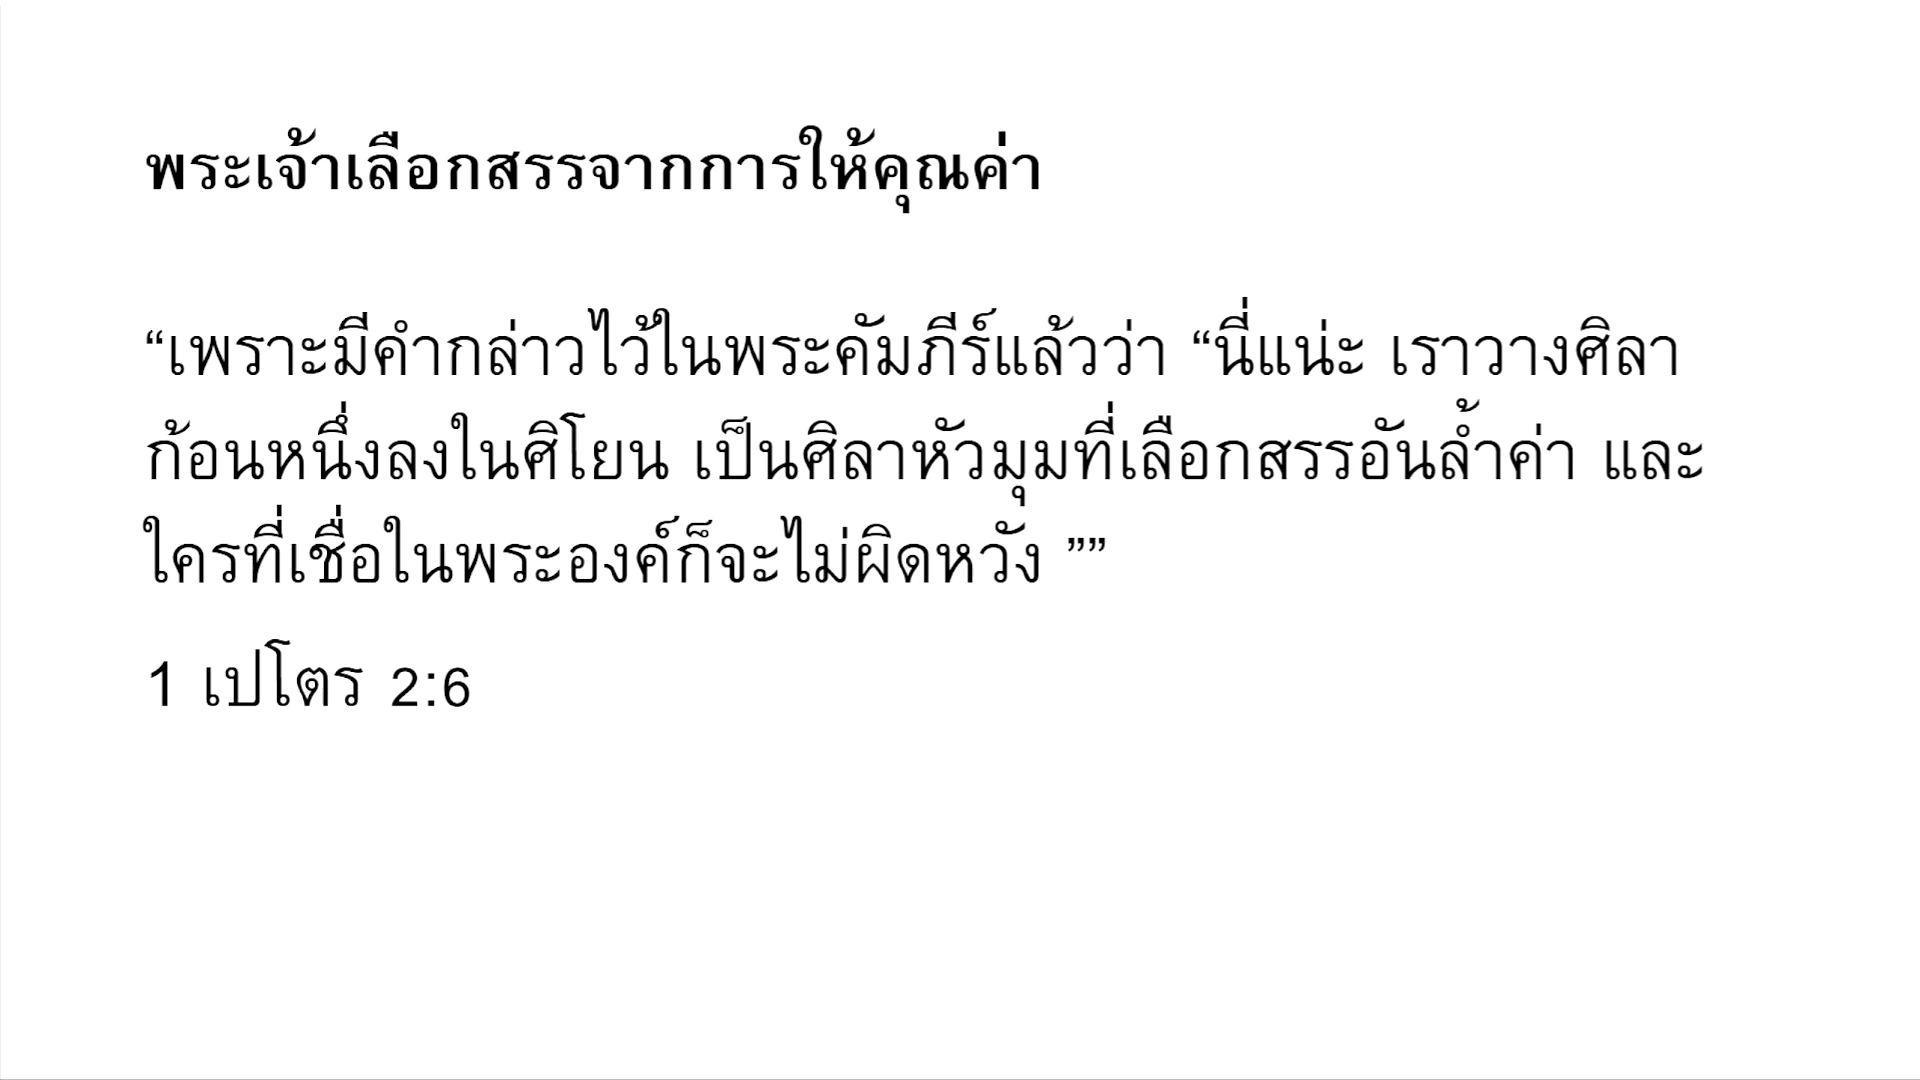 พระเจ้าเลือกสรรจากการให้คุณค่า
“เพราะมีคำกล่าวไว้ในพระคัมภีร์แล้วว่า “นี่แน่ะ เราวางศิลา
ก้อนหนึ่งลงในศิโยน เป็นศิลาหัวมุมที่เลือกสรรอันล้ำค่า และ
ใครที่เชื่อในพระองค์ก็จะไม่ผิดหวัง ””
1 เปโตร 2:6